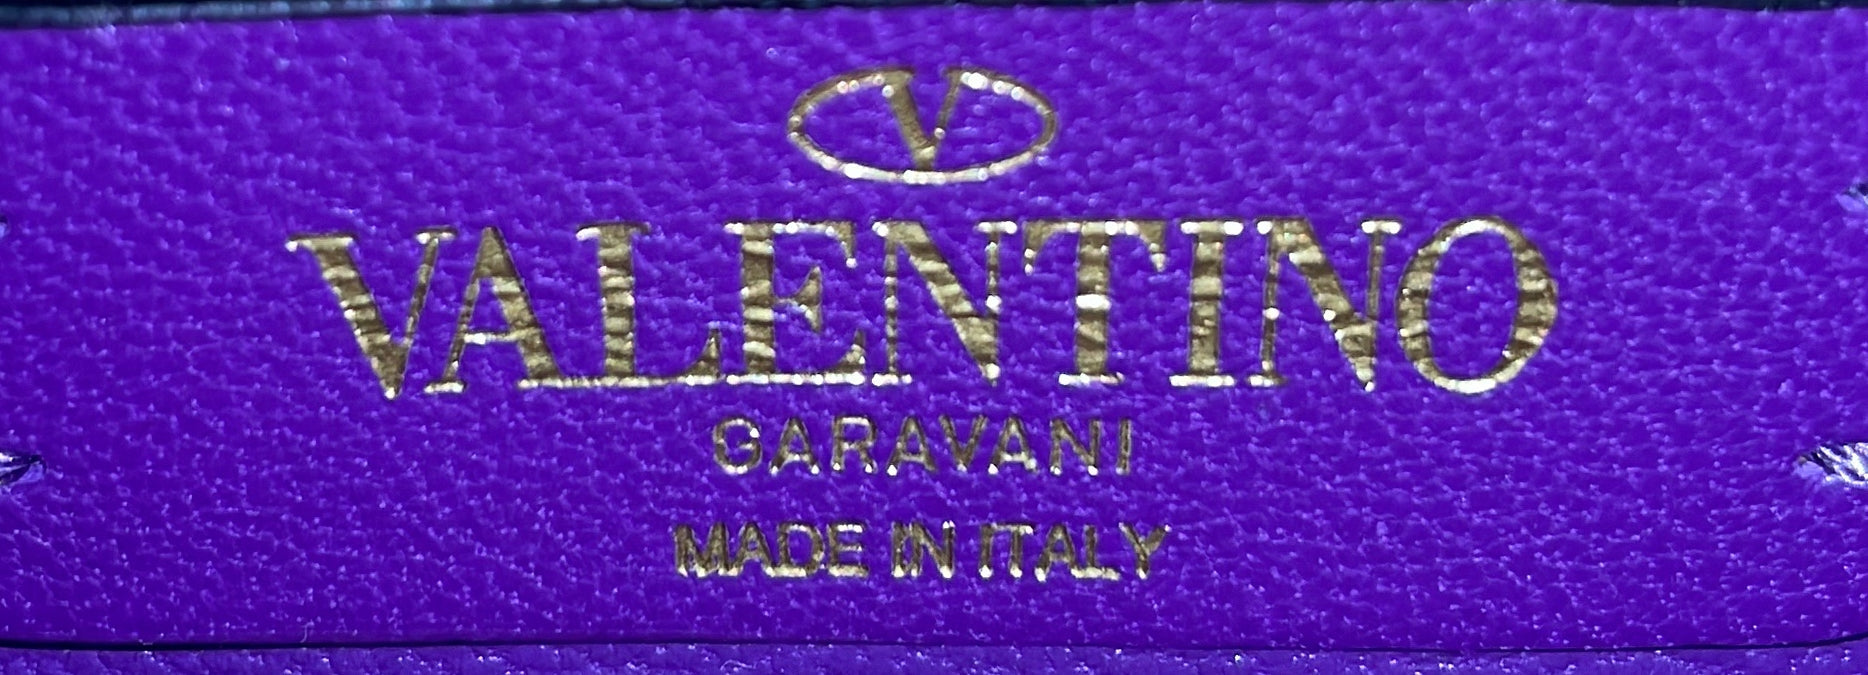 V
VALENTINO
GARAVANI
MADE IN ITALY